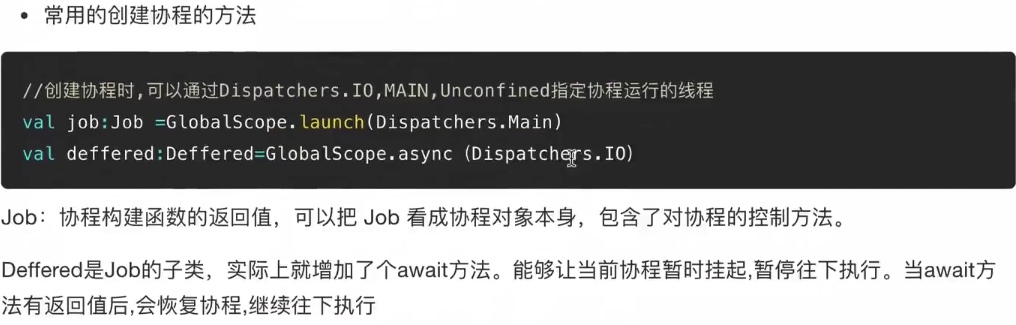 • 常用的创建协程的方法
//创建协程时,可以通过Dispatchers.IO,MAIN,Unconfined指定协程运行的线程
val job:Job =GlobalScope.launch(Dispatchers.Main)
val deffered:Deffered=GlobalScope.async（Dispatchers.IO）
Job：协程构建函数的返回值，可以把 Job 看成协程对象本身，包含了对协程的控制方法。
Deffered是Job的子类，实际上就增加了个await方法。能够让当前协程暂时挂起,暂停往下执行。当await方
法有返回值后,会恢复协程,继续往下执行